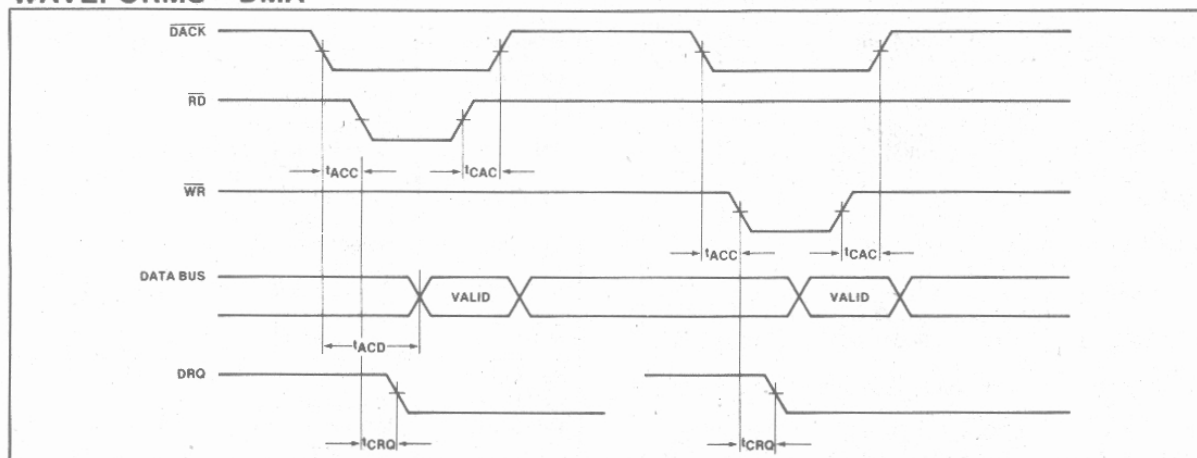 WAVEFORMS—DMA
DACK
RD
tACC
tCAC
WR
tACC
tCAC
DATA BUS
VALID
VALID
tACD
DRQ
tCRQ
tCRQ